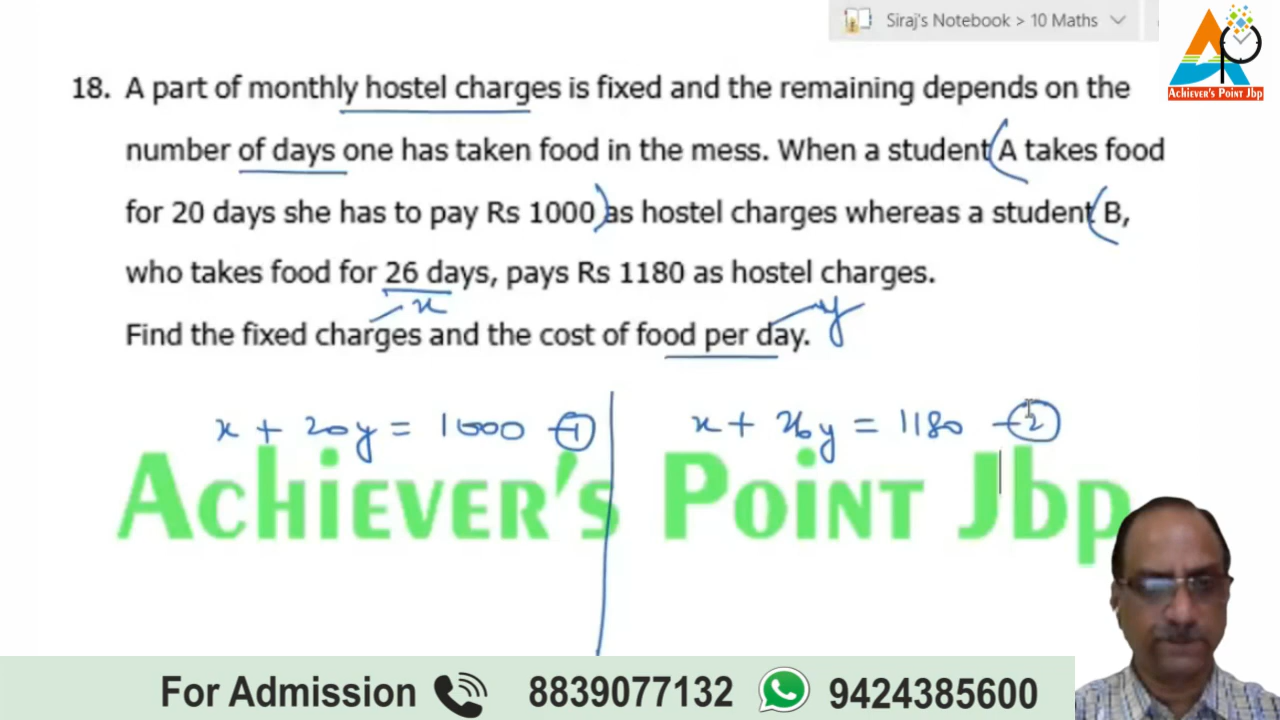 Siraj's Notebook > 10 Maths
Achiever's Point Jbp
18. A part of monthly hostel charges is fixed and the remaining depends on the
number of days one has taken food in the mess. When a student A takes food
for 20 days she has to pay Rs 1000 as hostel charges whereas a student B,
who takes food for 26 days, pays Rs 1180 as hostel charges.
x
y
Find the fixed charges and the cost of food per day.
x + 20y = 1000 - 1
x + 26y = 1180 - 2
Achiever's Point Jbp
For Admission 8839077132 9424385600